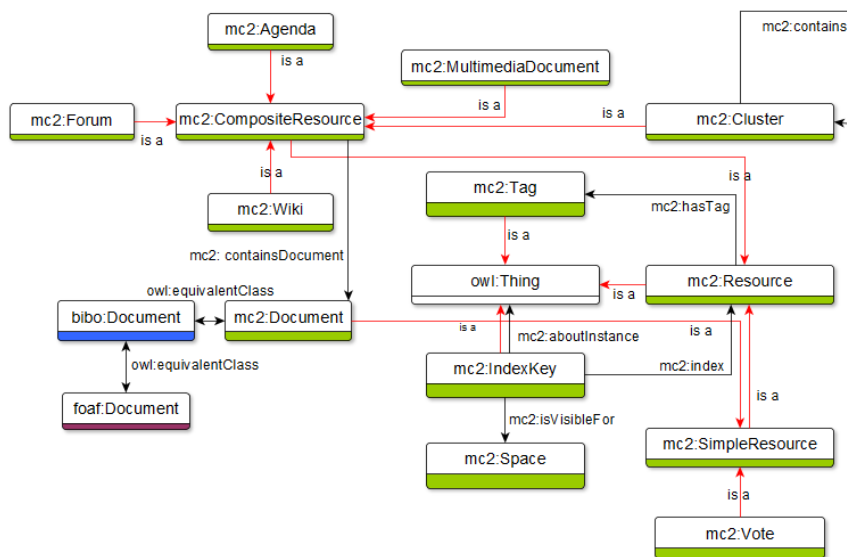 mc2:Agenda
mc2:contains
is a
mc2:MultimediaDocument
is a
is a
mc2:Forum
mc2:CompositeResource
mc2:Cluster
is a
is a
is a
mc2:Tag
mc2:Wiki
mc2:hasTag
is a
mc2: containsDocument
owl:Thing
mc2:Resource
owl:equivalentClass
is a
bibo:Document
mc2:Document
is a
mc2:aboutInstance
is a
owl:equivalentClass
mc2:IndexKey
mc2:index
is a
foaf:Document
mc2:isVisibleFor
mc2:SimpleResource
mc2:Space
is a
mc2:Vote